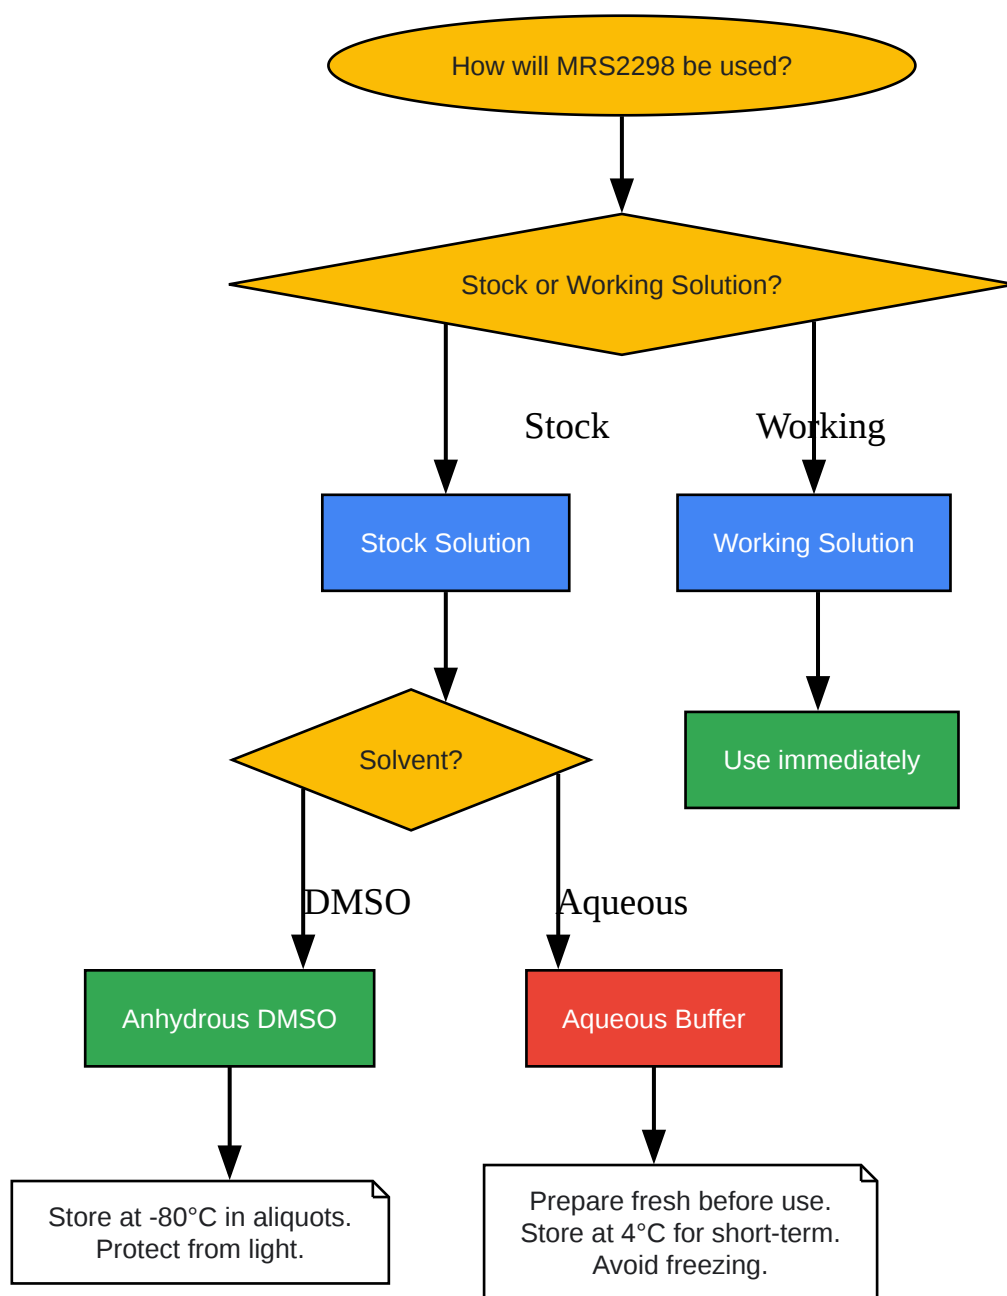 How will MRS2298 be used?
Stock or Working Solution?
Stock
Working
Stock Solution
Working Solution
Solvent?
Use immediately
DMSO
Aqueous
Anhydrous DMSO
Aqueous Buffer
Store at -80°C in aliquots.
Protect from light.
Prepare fresh before use.
Store at 4°C for short-term.
Avoid freezing.